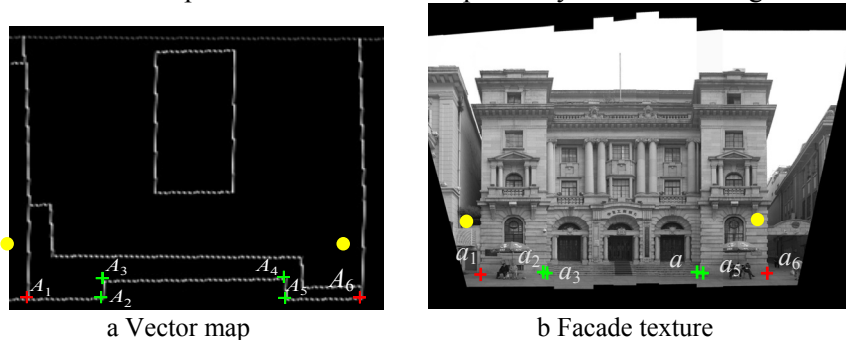 A₃ A₄
A₁ A₂ A₅ A₆
a₁ a₂ a₃ a a₅ a₆
a Vector map
b Facade texture